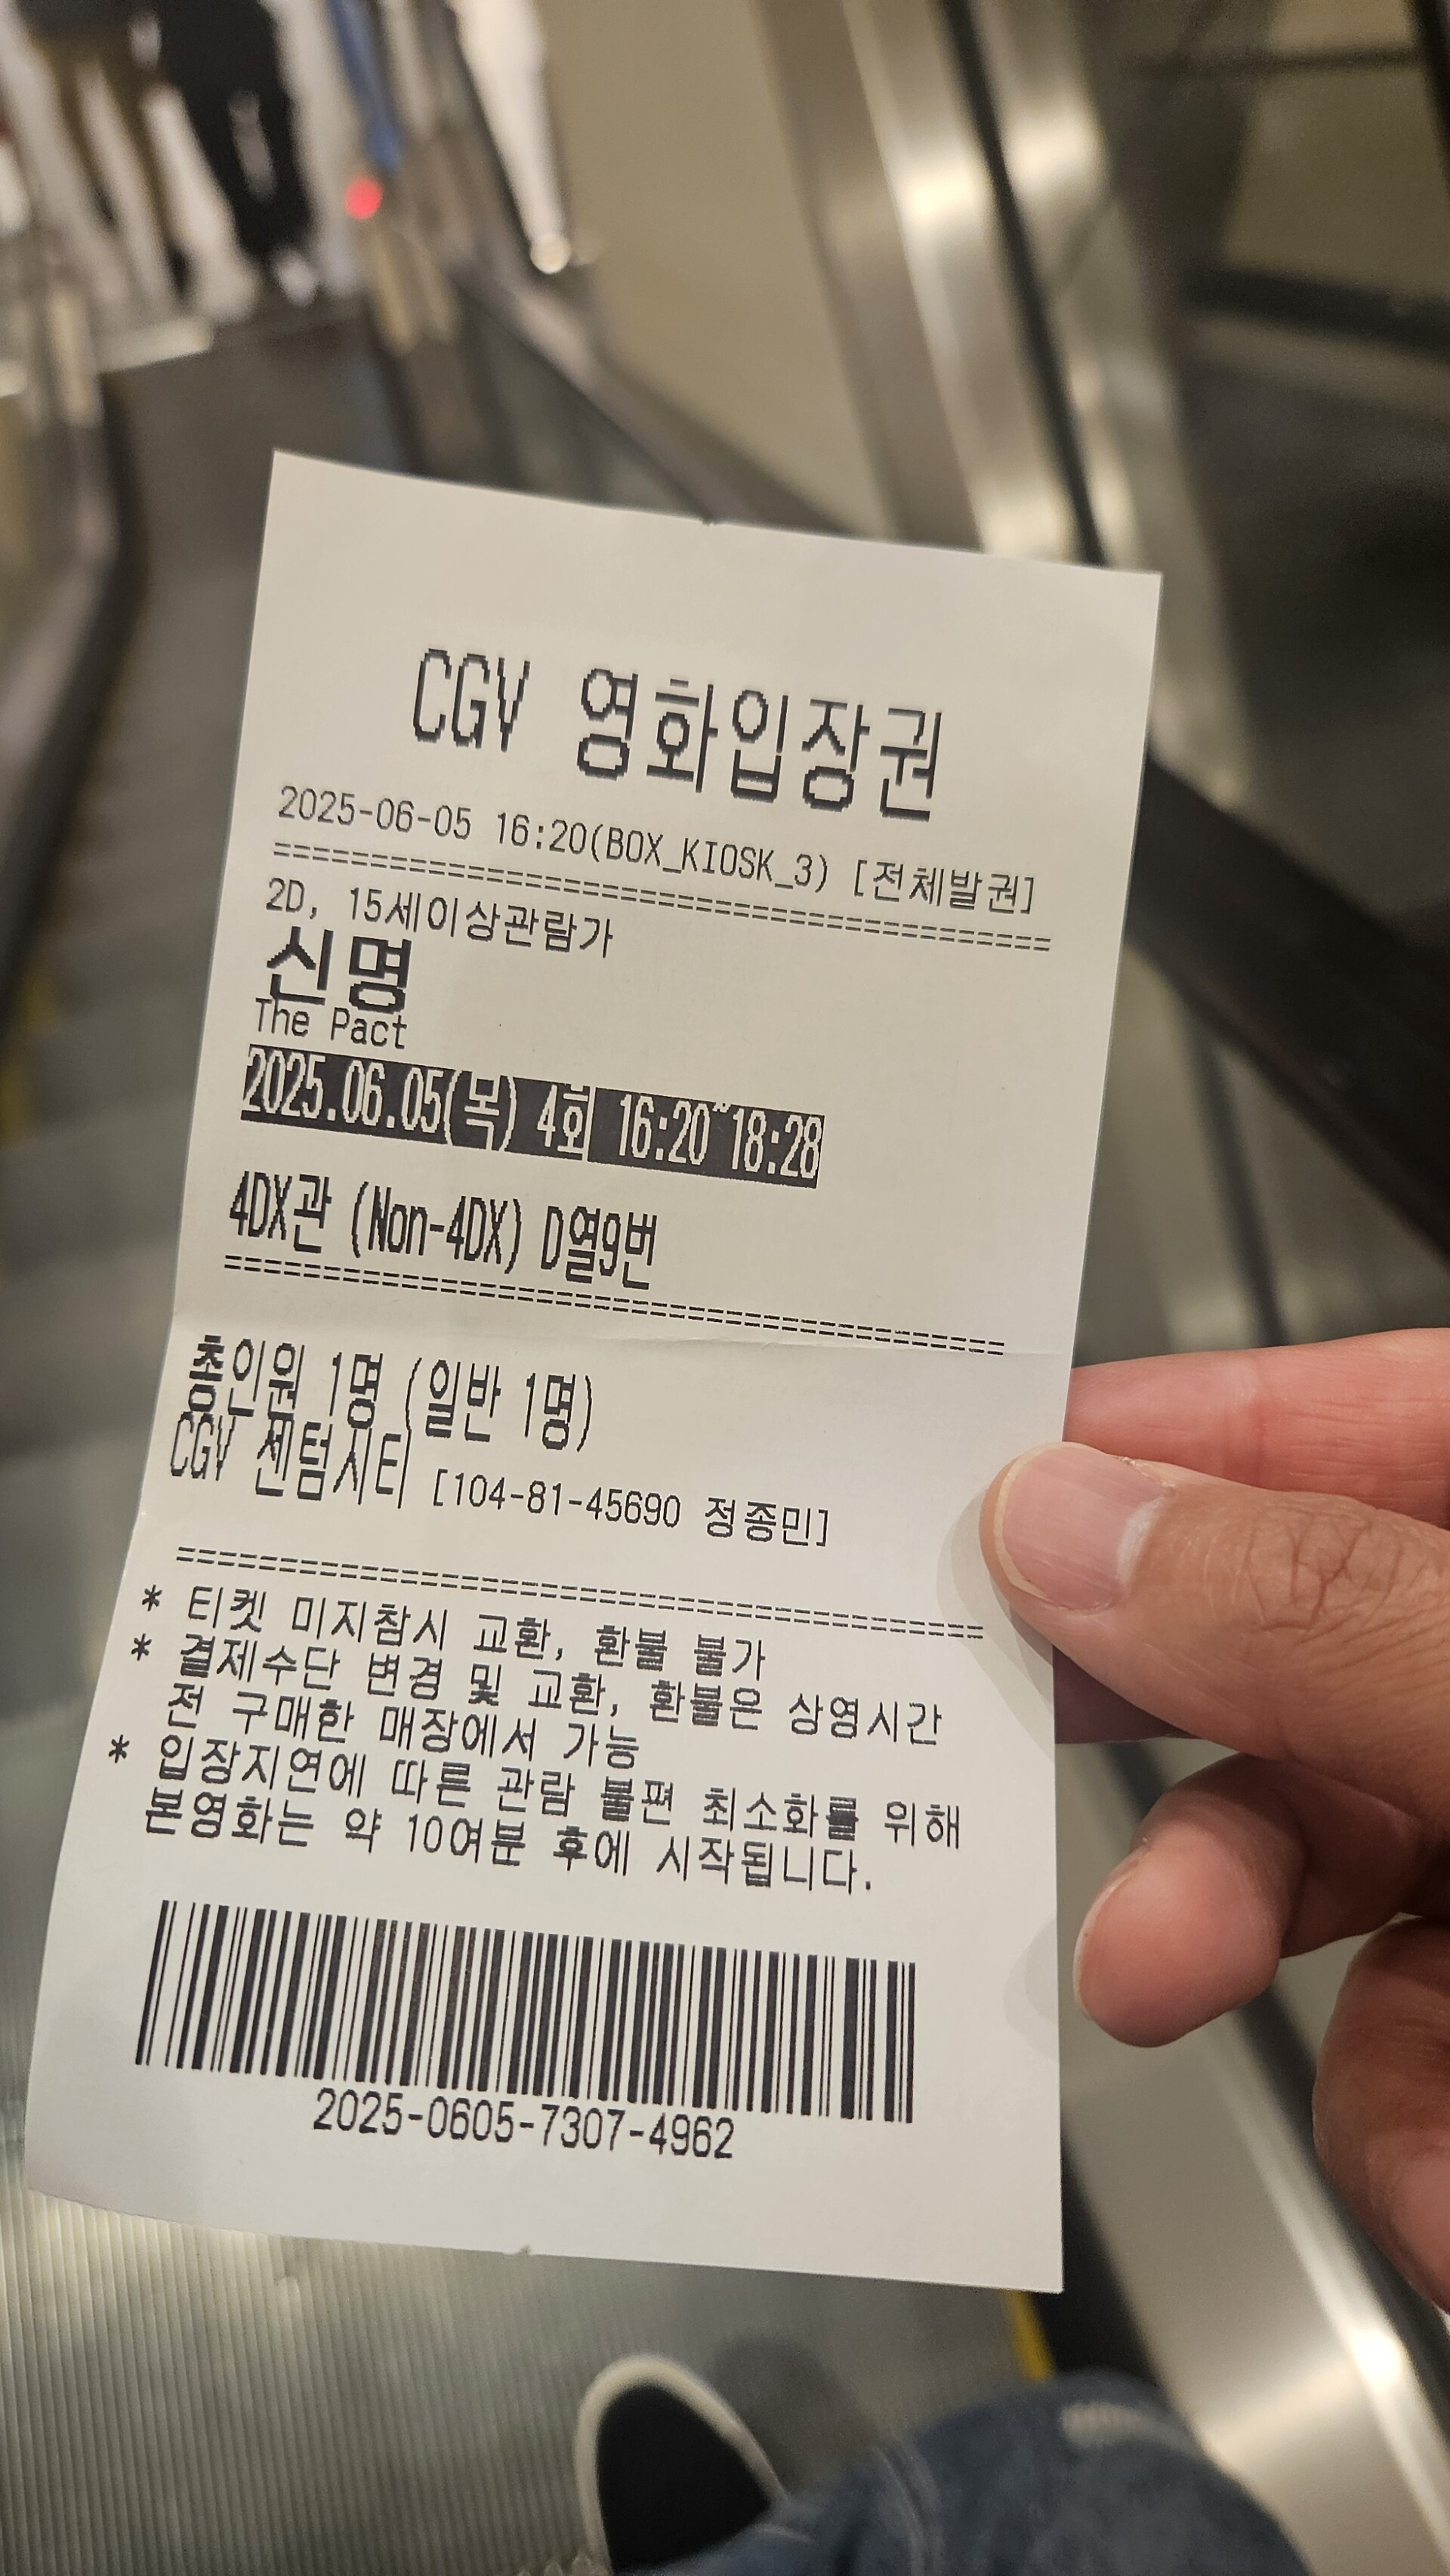 CGV 영화입장권
2025-06-05 16:20(BOX_KIOSK_3) [전체발권]
========================================
2D, 15세이상관람가
신명
The Pact
2025.06.05(목) 4회 16:20~18:28
4DX관 (Non-4DX) D열9번
========================================
총인원 1명 (일반 1명)
CGV 센텀시티 [104-81-45690 정종민]
========================================
* 티켓 미지참시 교환, 환불 불가
* 결제수단 변경 및 교환, 환불은 상영시간
전 구매한 매장에서 가능
* 입장지연에 따른 관람 불편 최소화를 위해
본영화는 약 10여분 후에 시작됩니다.
2025-0605-7307-4962